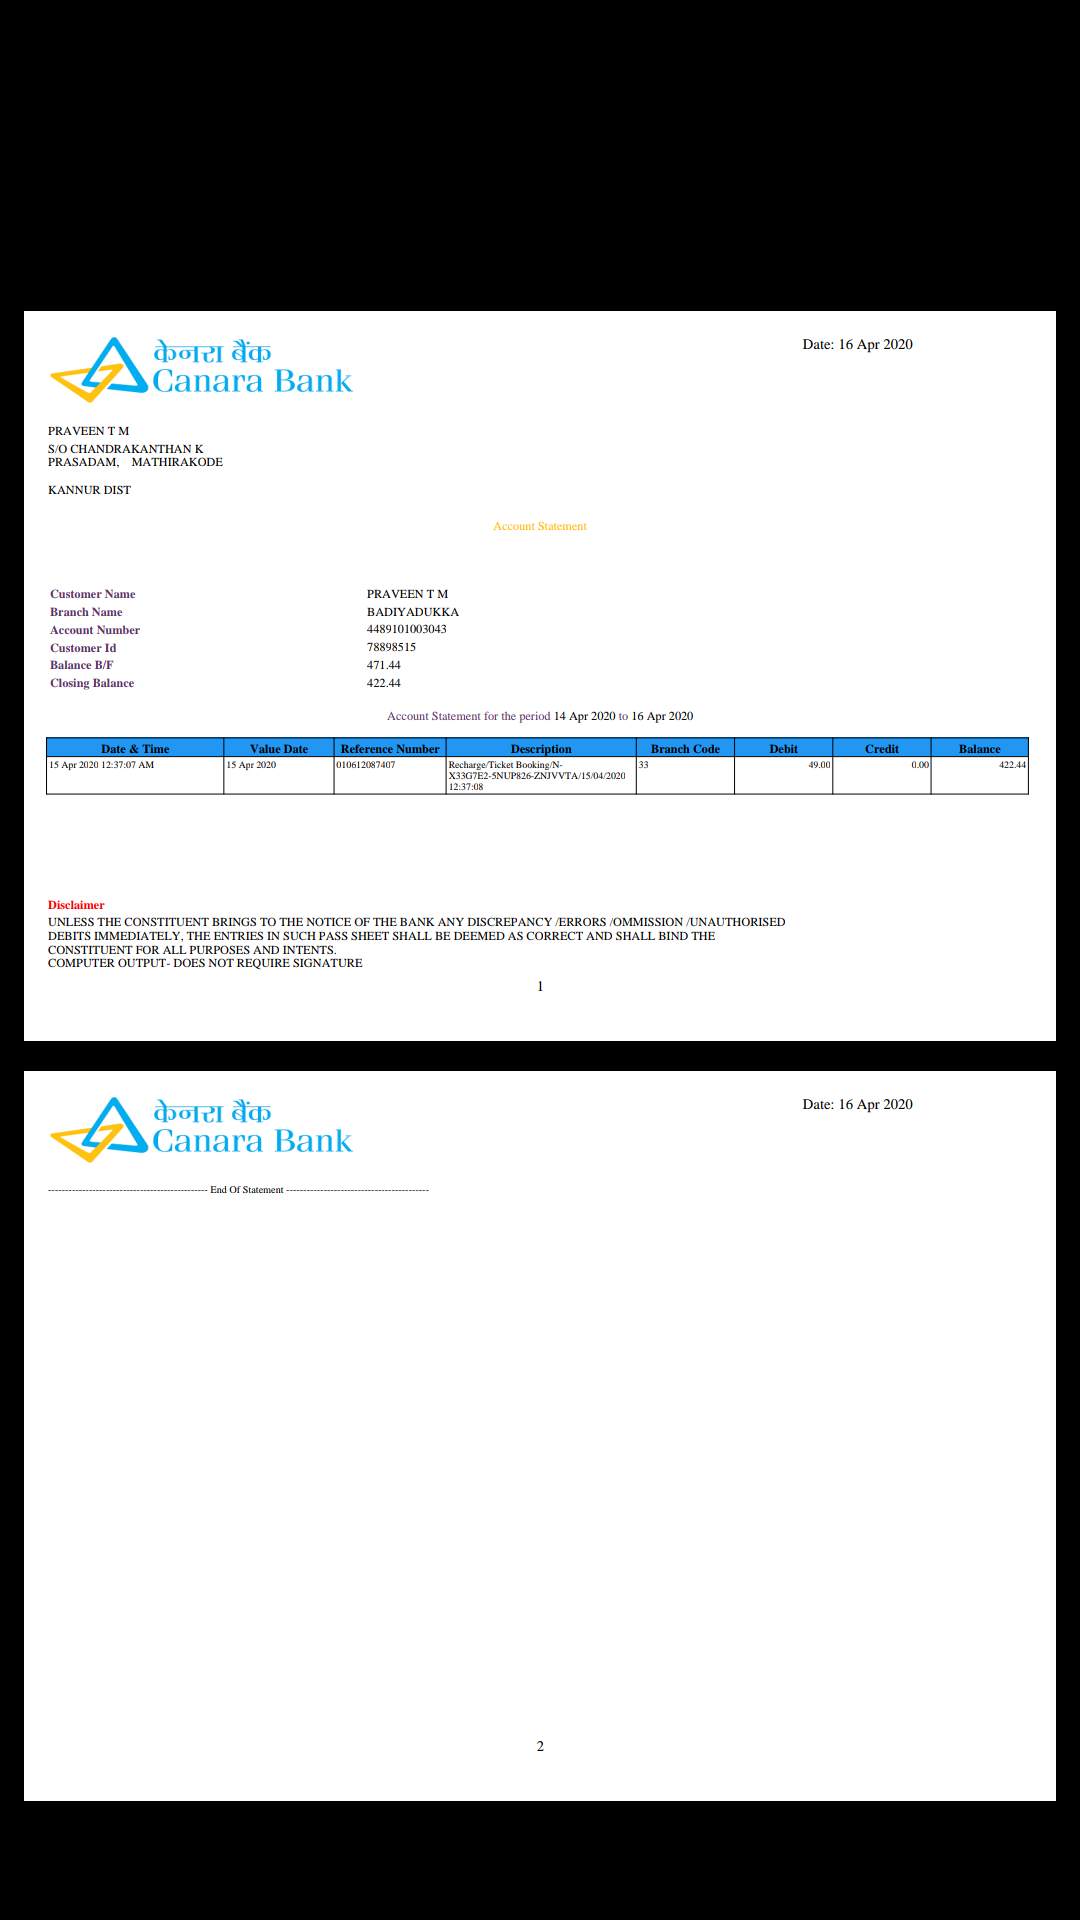 केनरा बैंक
Canara Bank
Date: 16 Apr 2020
PRAVEEN T M
S/O CHANDRAKANTHAN K
PRASADAM, MATHIRAKODE
KANNUR DIST
Account Statement
Customer Name PRAVEEN T M
Branch Name BADIYADUKKA
Account Number 4489101003043
Customer Id 78898515
Balance B/F 471.44
Closing Balance 422.44
Account Statement for the period 14 Apr 2020 to 16 Apr 2020
Date & Time Value Date Reference Number Description Branch Code Debit Credit Balance
15 Apr 2020 12:37:07 AM 15 Apr 2020 010612087407 Recharge/Ticket Booking/N- 33 49.00 0.00 422.44
X33G7E2-5NUP826-ZNJVVTA/15/04/2020
12:37:08
Disclaimer
UNLESS THE CONSTITUENT BRINGS TO THE NOTICE OF THE BANK ANY DISCREPANCY /ERRORS /OMMISSION /UNAUTHORISED
DEBITS IMMEDIATELY, THE ENTRIES IN SUCH PASS SHEET SHALL BE DEEMED AS CORRECT AND SHALL BIND THE
CONSTITUENT FOR ALL PURPOSES AND INTENTS.
COMPUTER OUTPUT- DOES NOT REQUIRE SIGNATURE
1
केनरा बैंक
Canara Bank
Date: 16 Apr 2020
----------------------------------------------- End Of Statement ------------------------------------------
2